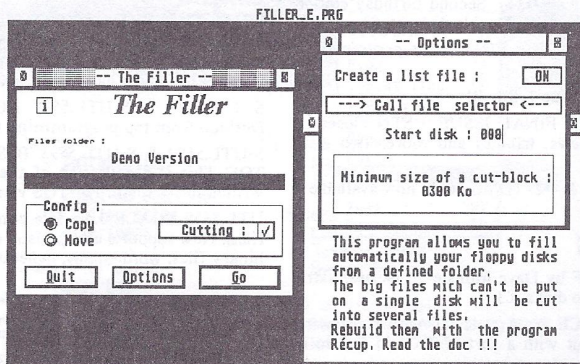 FILLER_E.PRG
-- The Filler --
i
The Filler
Files folder :
Demo Version
Config :
Copy
Move
Cutting : √
Quit
Options
Go
-- Options --
Create a list file :
ON
---> Call file selector <---
Start disk : 000
Minimum size of a cut-block :
0300 Ko
This program allows you to fill
automatically your floppy disks
from a defined folder.
The big files wich can't be put
on a single disk will be cut
into several files.
Rebuild them with the program
Récup. Read the doc !!!